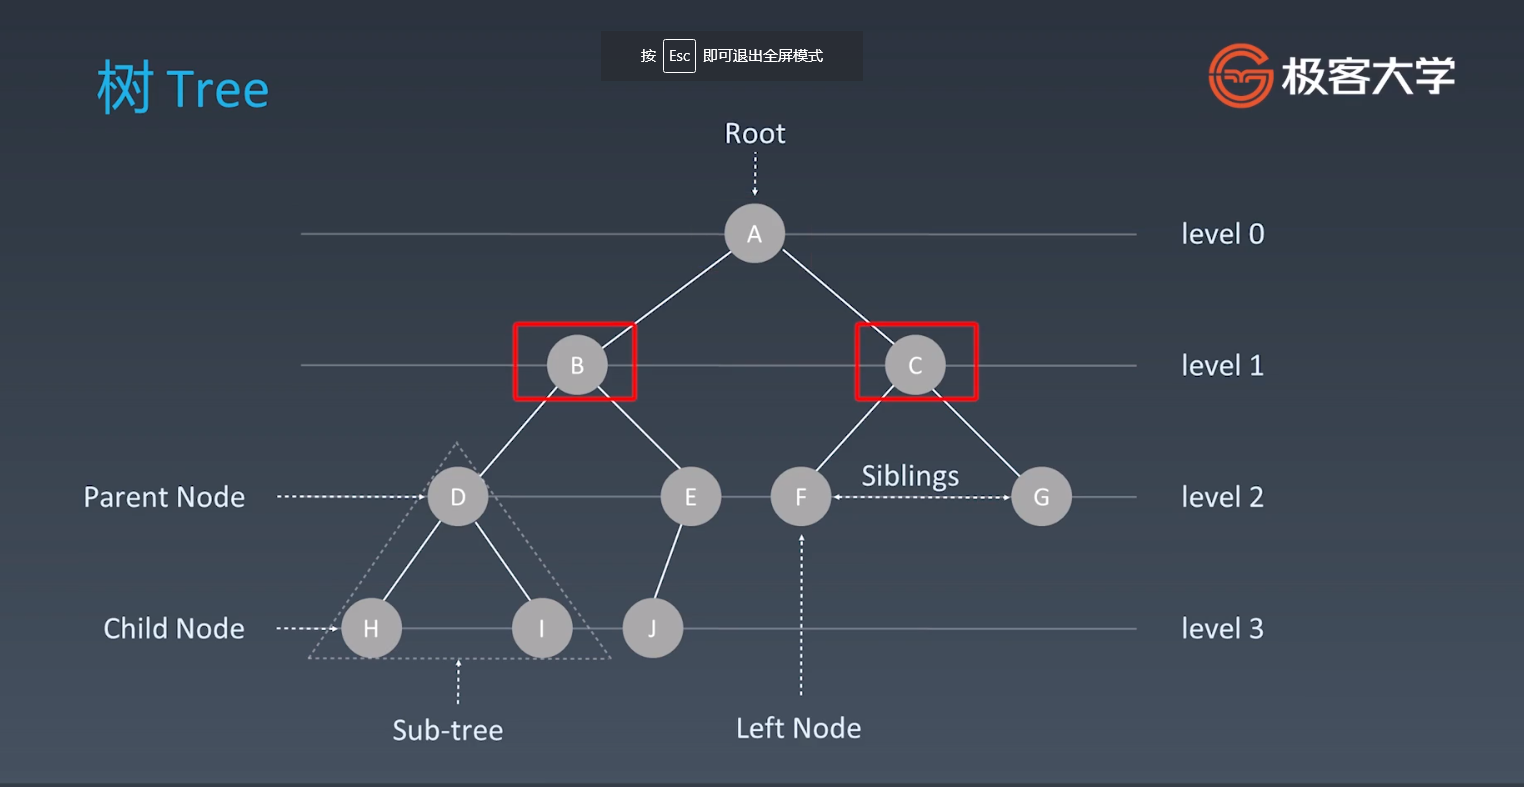 按 Esc 即可退出全屏模式
树 Tree
极客大学
Root
A
level 0
B
C
level 1
Siblings
Parent Node
D
E
F
G
level 2
Child Node
H
I
J
level 3
Sub-tree
Left Node